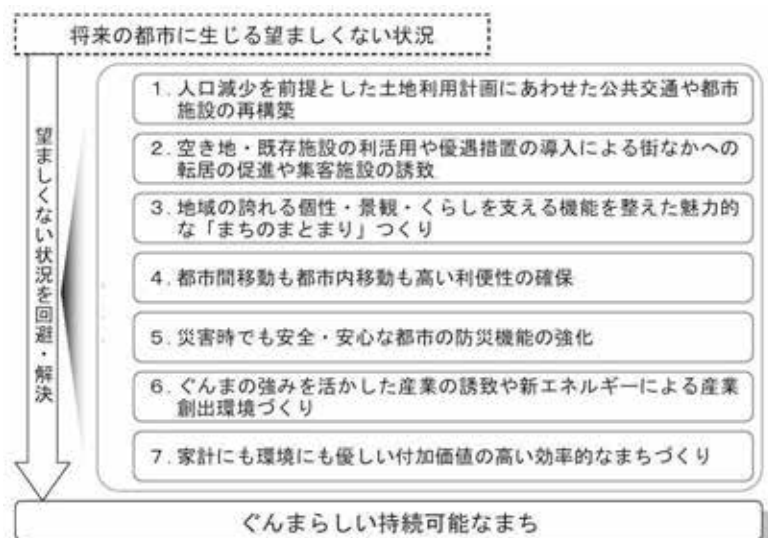 将来の都市に生じる望ましくない状況
望ましくない状況を回避・解決
1．人口減少を前提とした土地利用計画にあわせた公共交通や都市
施設の再構築
2．空き地・既存施設の利活用や優遇措置の導入による街なかへの
転居の促進や集客施設の誘致
3．地域の誇れる個性・景観・くらしを支える機能を整えた魅力的
な「まちのまとまり」つくり
4．都市間移動も都市内移動も高い利便性の確保
5．災害時でも安全・安心な都市の防災機能の強化
6．ぐんまの強みを活かした産業の誘致や新エネルギーによる産業
創出環境づくり
7．家計にも環境にも優しい付加価値の高い効率的なまちづくり
ぐんまらしい持続可能なまち